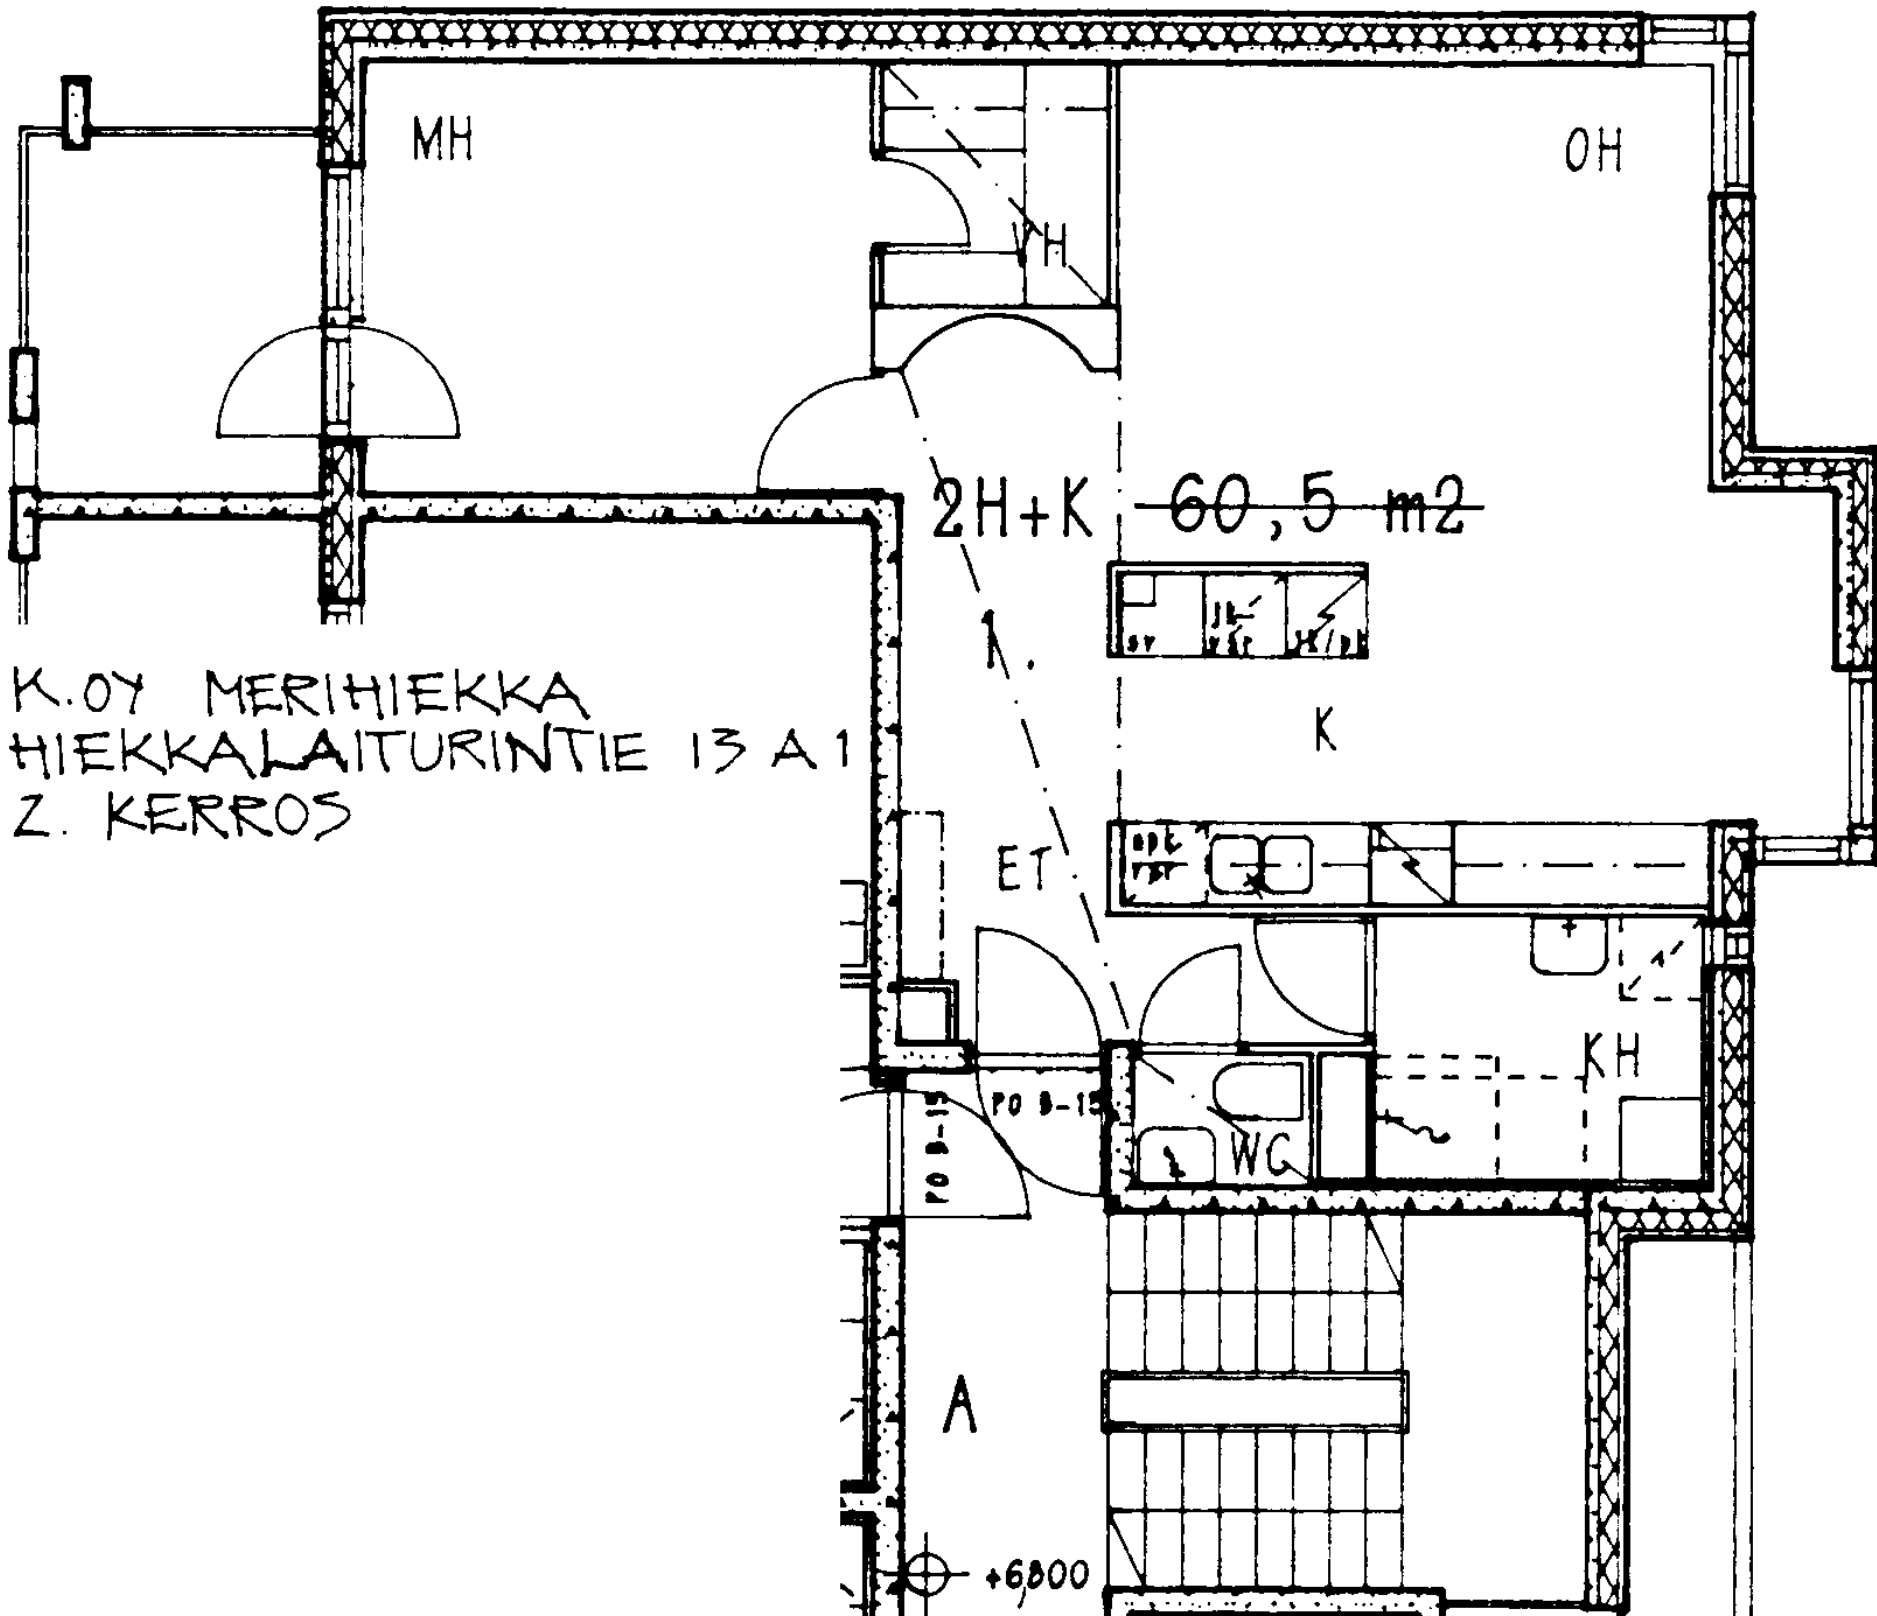 MH
OH
VH
2H+K 60,5 m2
1.
K.OY MERIHIEKKA
HIEKKALAITURINTIE 13 A 1
2. KERROS
K
ET
KH
PO B-15
PO B-15
WC
A
+6,800